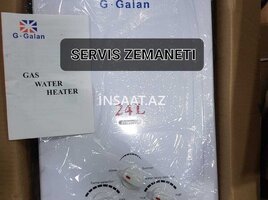 G-Galan
G-Galan
SERVIS ZEMANETI
GAS
WATER
HEATER
INSAAT.AZ
24L